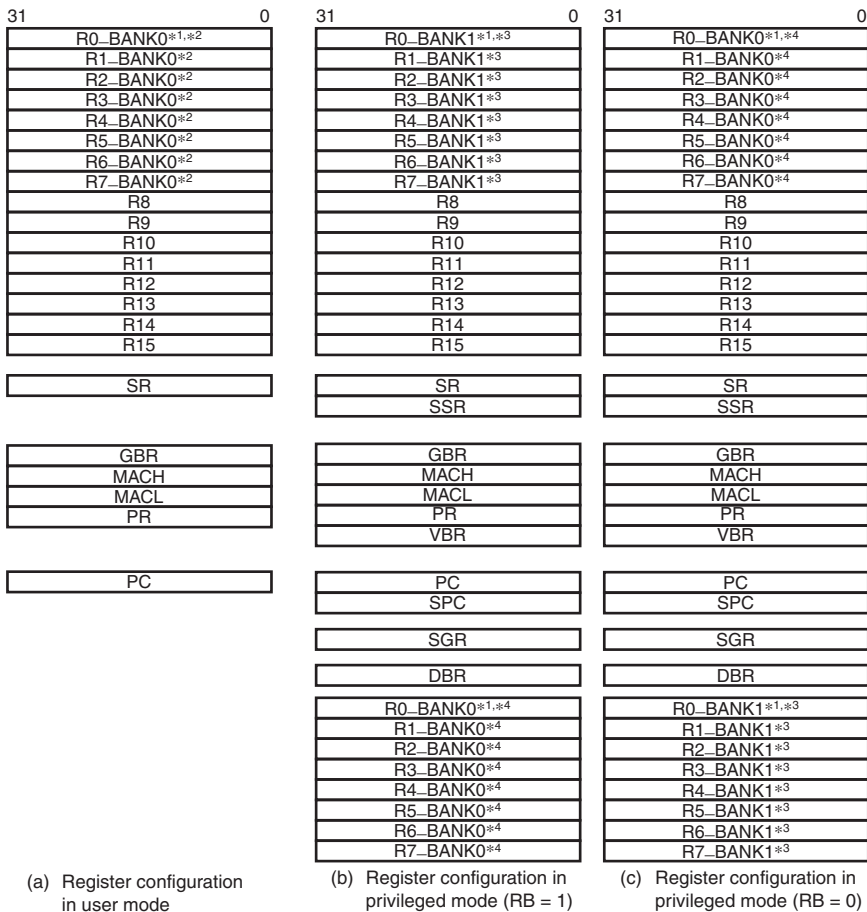 31 0
R0_BANK0*1,*2
R1_BANK0*2
R2_BANK0*2
R3_BANK0*2
R4_BANK0*2
R5_BANK0*2
R6_BANK0*2
R7_BANK0*2
R8
R9
R10
R11
R12
R13
R14
R15
SR
GBR
MACH
MACL
PR
PC
(a) Register configuration
in user mode
31 0
R0_BANK1*1,*3
R1_BANK1*3
R2_BANK1*3
R3_BANK1*3
R4_BANK1*3
R5_BANK1*3
R6_BANK1*3
R7_BANK1*3
R8
R9
R10
R11
R12
R13
R14
R15
SR
SSR
GBR
MACH
MACL
PR
VBR
PC
SPC
SGR
DBR
R0_BANK0*1,*4
R1_BANK0*4
R2_BANK0*4
R3_BANK0*4
R4_BANK0*4
R5_BANK0*4
R6_BANK0*4
R7_BANK0*4
(b) Register configuration in
privileged mode (RB = 1)
31 0
R0_BANK0*1,*4
R1_BANK0*4
R2_BANK0*4
R3_BANK0*4
R4_BANK0*4
R5_BANK0*4
R6_BANK0*4
R7_BANK0*4
R8
R9
R10
R11
R12
R13
R14
R15
SR
SSR
GBR
MACH
MACL
PR
VBR
PC
SPC
SGR
DBR
R0_BANK1*1,*3
R1_BANK1*3
R2_BANK1*3
R3_BANK1*3
R4_BANK1*3
R5_BANK1*3
R6_BANK1*3
R7_BANK1*3
(c) Register configuration in
privileged mode (RB = 0)